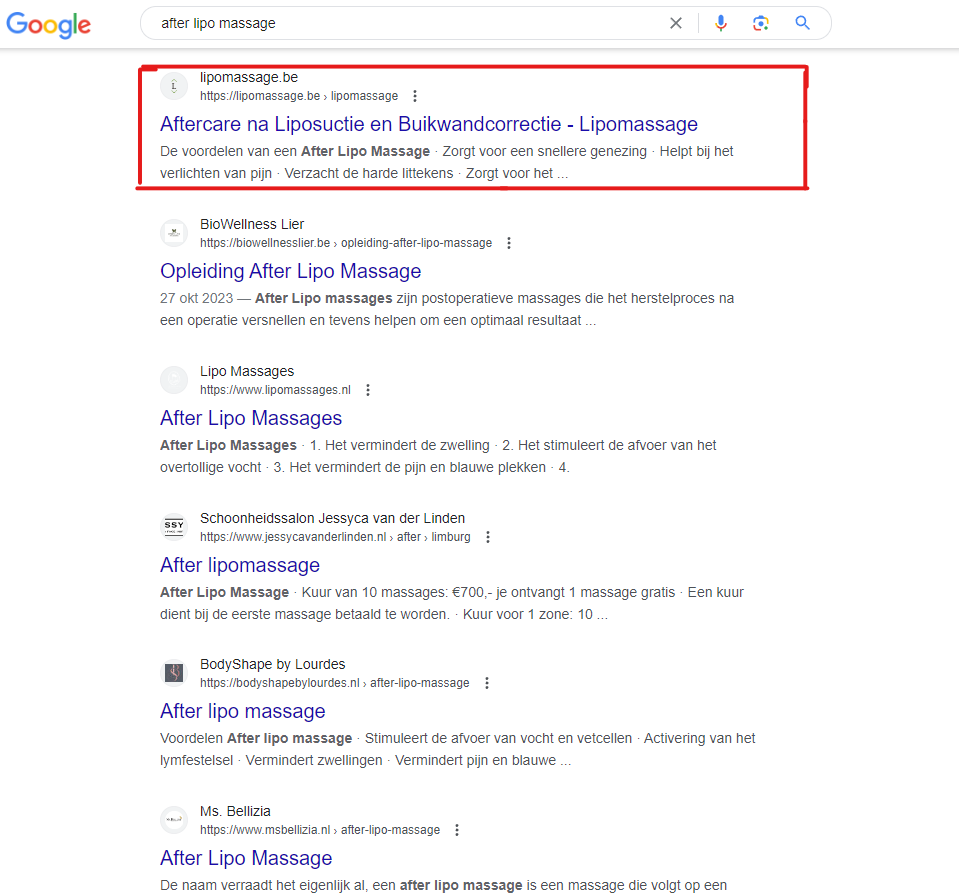 Google
after lipo massage
lipomassage.be
https://lipomassage.be › lipomassage
Aftercare na Liposuctie en Buikwandcorrectie - Lipomassage
De voordelen van een After Lipo Massage · Zorgt voor een snellere genezing · Helpt bij het
verlichten van pijn · Verzacht de harde littekens · Zorgt voor het ...
BioWellness Lier
https://biowellnesslier.be › opleiding-after-lipo-massage
Opleiding After Lipo Massage
27 okt 2023 — After Lipo massages zijn postoperatieve massages die het herstelproces na
een operatie versnellen en tevens helpen om een optimaal resultaat ...
Lipo Massages
https://www.lipomassages.nl
After Lipo Massages
After Lipo Massages · 1. Het vermindert de zwelling · 2. Het stimuleert de afvoer van het
overtollige vocht · 3. Het vermindert de pijn en blauwe plekken · 4.
SSY
Schoonheidssalon Jessyca van der Linden
https://www.jessycavanderlinden.nl › after › limburg
After lipomassage
After Lipo Massage · Kuur van 10 massages: €700,- je ontvangt 1 massage gratis · Een kuur
dient bij de eerste massage betaald te worden. · Kuur voor 1 zone: 10 ...
BodyShape by Lourdes
https://bodyshapebylourdes.nl › after-lipo-massage
After lipo massage
Voordelen After lipo massage · Stimuleert de afvoer van vocht en vetcellen · Activering van het
lymfestelsel · Vermindert zwellingen · Vermindert pijn en blauwe ...
Ms. Bellizia
https://www.msbellizia.nl › after-lipo-massage
After Lipo Massage
De naam verraadt het eigenlijk al, een after lipo massage is een massage die volgt op een